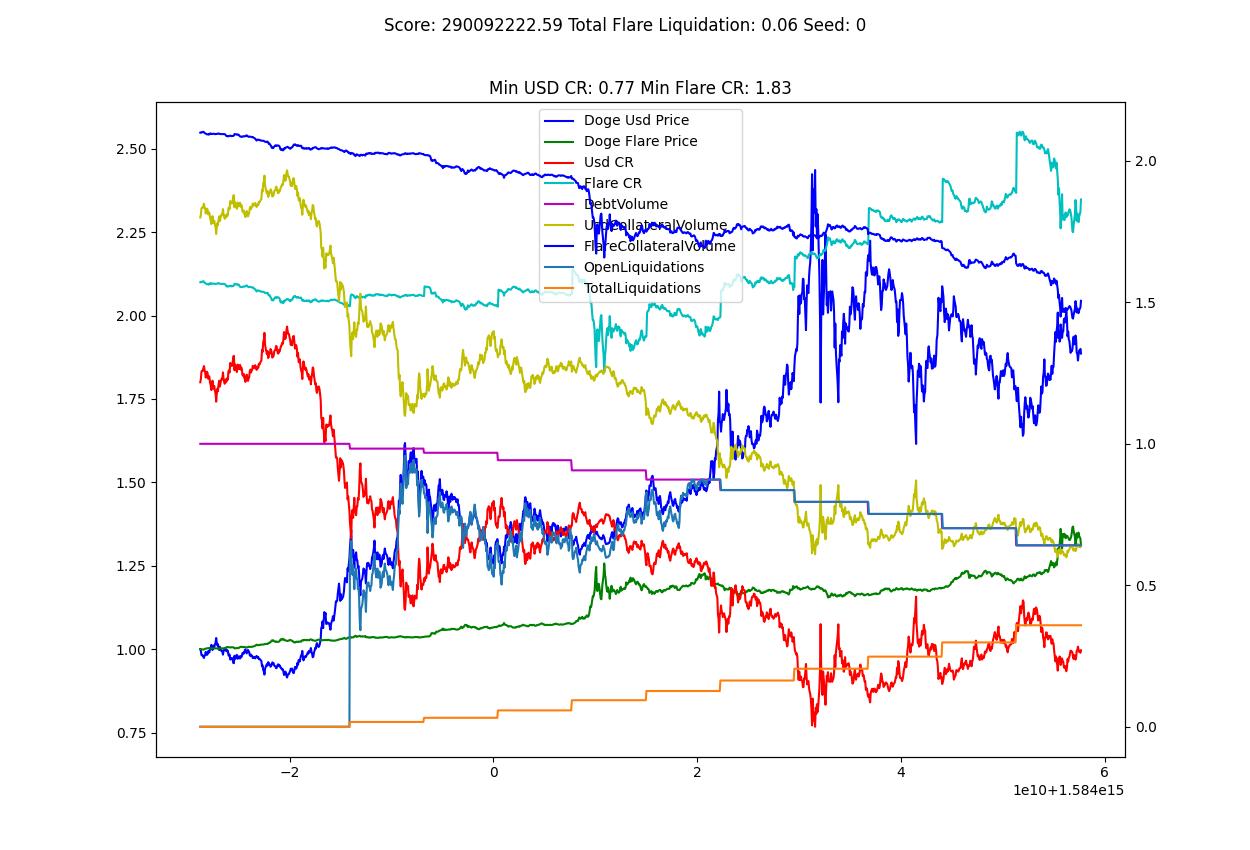 Score: 290092222.59 Total Flare Liquidation: 0.06 Seed: 0
Min USD CR: 0.77 Min Flare CR: 1.83
Doge Usd Price
Doge Flare Price
Usd CR
Flare CR
DebtVolume
UsdCollateralVolume
FlareCollateralVolume
OpenLiquidations
TotalLiquidations
2.50
2.25
2.00
1.75
1.50
1.25
1.00
0.75
2.0
1.5
1.0
0.5
0.0
−2
0
2
4
6
1e10+1.584e15